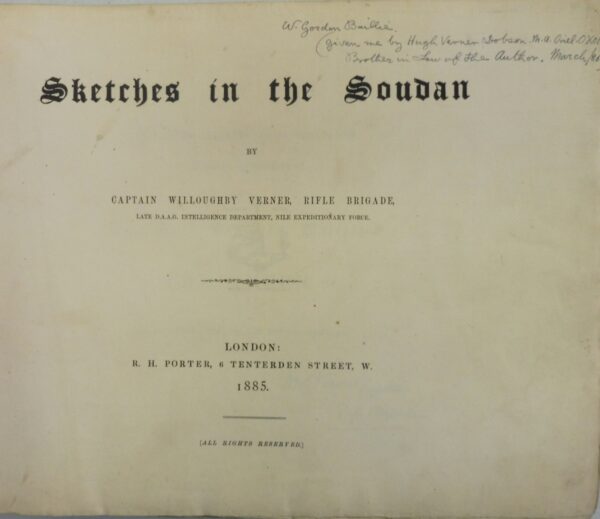 W. Gordon Baillie.
(given me by Hugh Verner Dobson. M.A. Oriel.
Brother in Law of the Author. March/
Sketches in the Soudan
BY
CAPTAIN WILLOUGHBY VERNER, RIFLE BRIGADE,
LATE D.A.A.G. INTELLIGENCE DEPARTMENT, NILE EXPEDITIONARY FORCE.
LONDON:
R. H. PORTER, 6 TENTERDEN STREET, W.
1885.
[ALL RIGHTS RESERVED.]